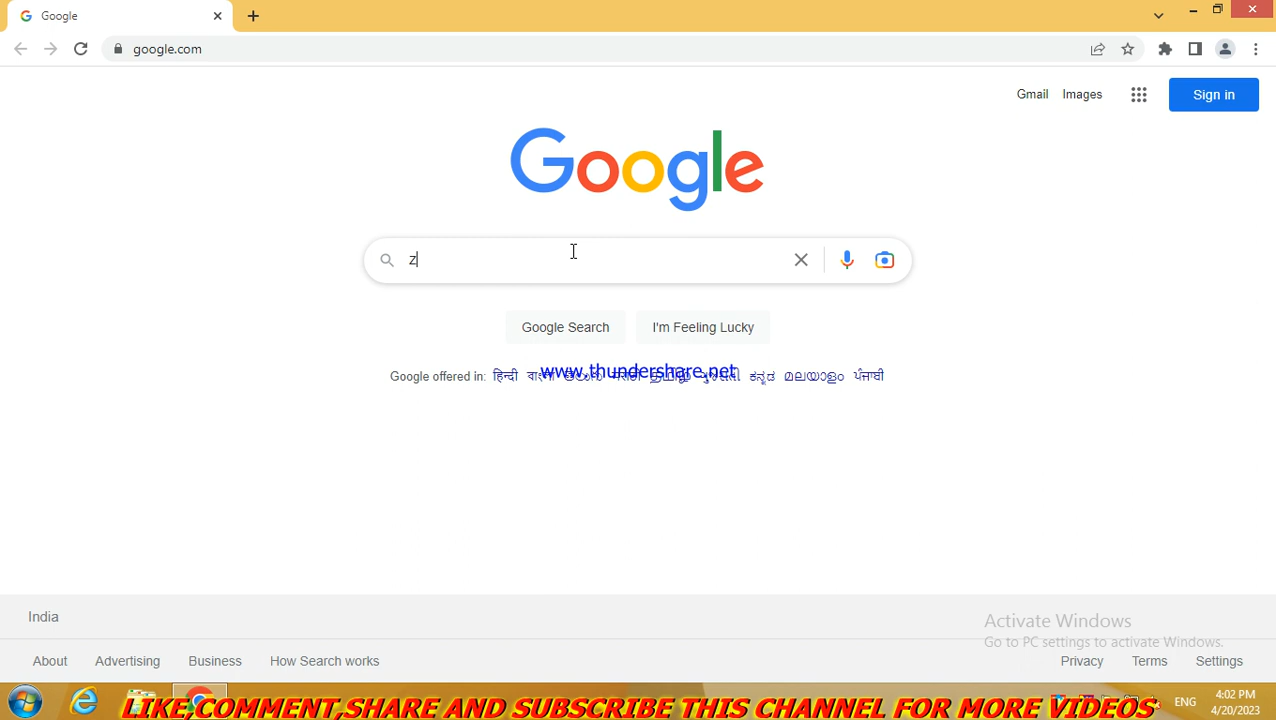 Google
google.com
Gmail Images Sign in
Google
z
Google Search I'm Feeling Lucky
www.thundershare.net
Google offered in: हिन्दी বাংলা తెలుగు मराठी தமிழ் ગુજરાતી ಕನ್ನಡ മലയാളം ਪੰਜਾਬੀ
India
Activate Windows
Go to PC settings to activate Windows.
About Advertising Business How Search works Privacy Terms Settings
ENG 4:02 PM
4/20/2023
LIKE,COMMENT,SHARE AND SUBSCRIBE THIS CHANNEL FOR MORE VIDEOS